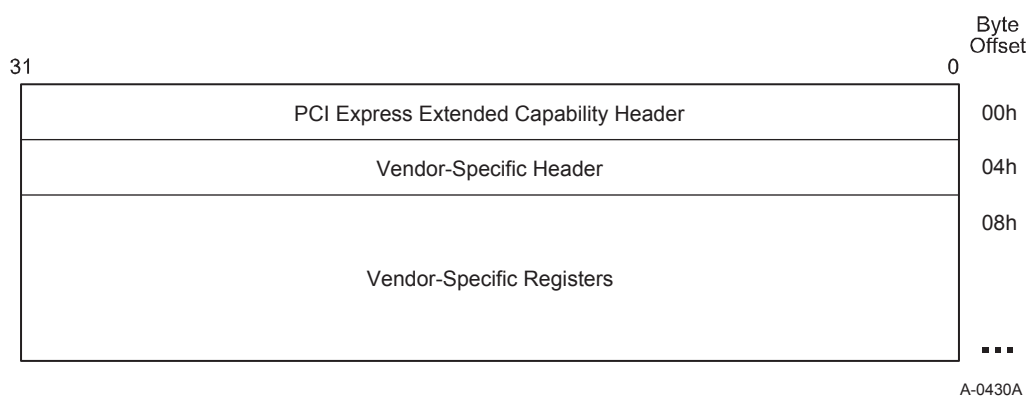 Byte
Offset
31 0
PCI Express Extended Capability Header 00h
Vendor-Specific Header 04h
08h
Vendor-Specific Registers
...
A-0430A